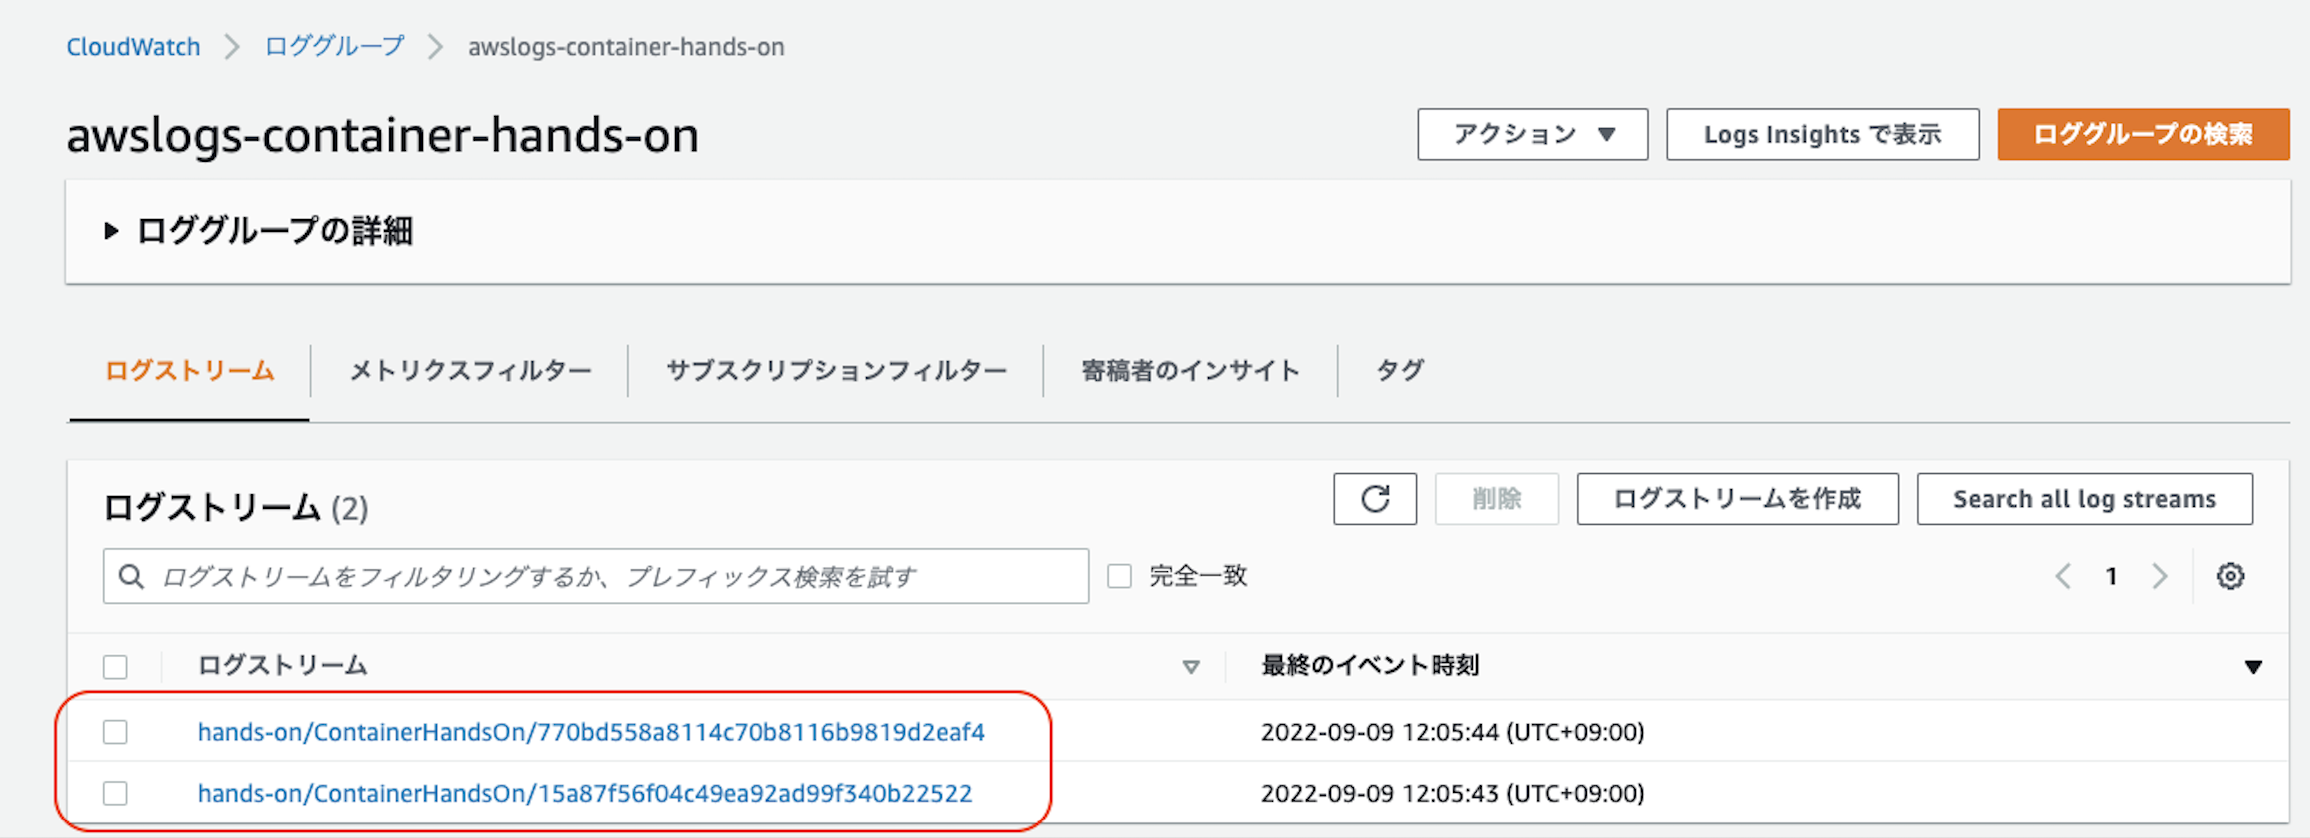 CloudWatch > ロググループ > awslogs-container-hands-on
awslogs-container-hands-on
アクション ▼ Logs Insights で表示 ロググループの検索
▶ ロググループの詳細
ログストリーム メトリクスフィルター サブスクリプションフィルター 寄稿者のインサイト タグ
ログストリーム (2) 削除 ログストリームを作成 Search all log streams
ログストリームをフィルタリングするか、プレフィックス検索を試す 完全一致 < 1 >
ログストリーム 最終のイベント時刻
hands-on/ContainerHandsOn/770bd558a8114c70b8116b9819d2eaf4 2022-09-09 12:05:44 (UTC+09:00)
hands-on/ContainerHandsOn/15a87f56f04c49ea92ad99f340b22522 2022-09-09 12:05:43 (UTC+09:00)